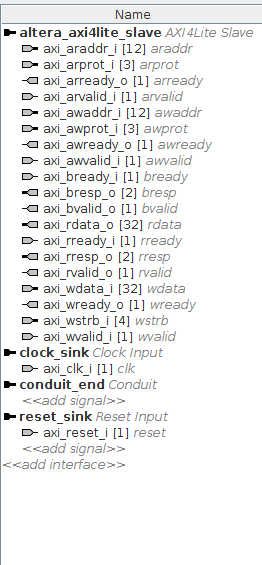 Name
altera_axi4lite_slave AXI4Lite Slave
axi_araddr_i [12] araddr
axi_arprot_i [3] arprot
axi_arready_o [1] arready
axi_arvalid_i [1] arvalid
axi_awaddr_i [12] awaddr
axi_awprot_i [3] awprot
axi_awready_o [1] awready
axi_awvalid_i [1] awvalid
axi_bready_i [1] bready
axi_bresp_o [2] bresp
axi_bvalid_o [1] bvalid
axi_rdata_o [32] rdata
axi_rready_i [1] rready
axi_rresp_o [2] rresp
axi_rvalid_o [1] rvalid
axi_wdata_i [32] wdata
axi_wready_o [1] wready
axi_wstrb_i [4] wstrb
axi_wvalid_i [1] wvalid
clock_sink Clock Input
axi_clk_i [1] clk
conduit_end Conduit
<<add signal>>
reset_sink Reset Input
axi_reset_i [1] reset
<<add signal>>
<<add interface>>